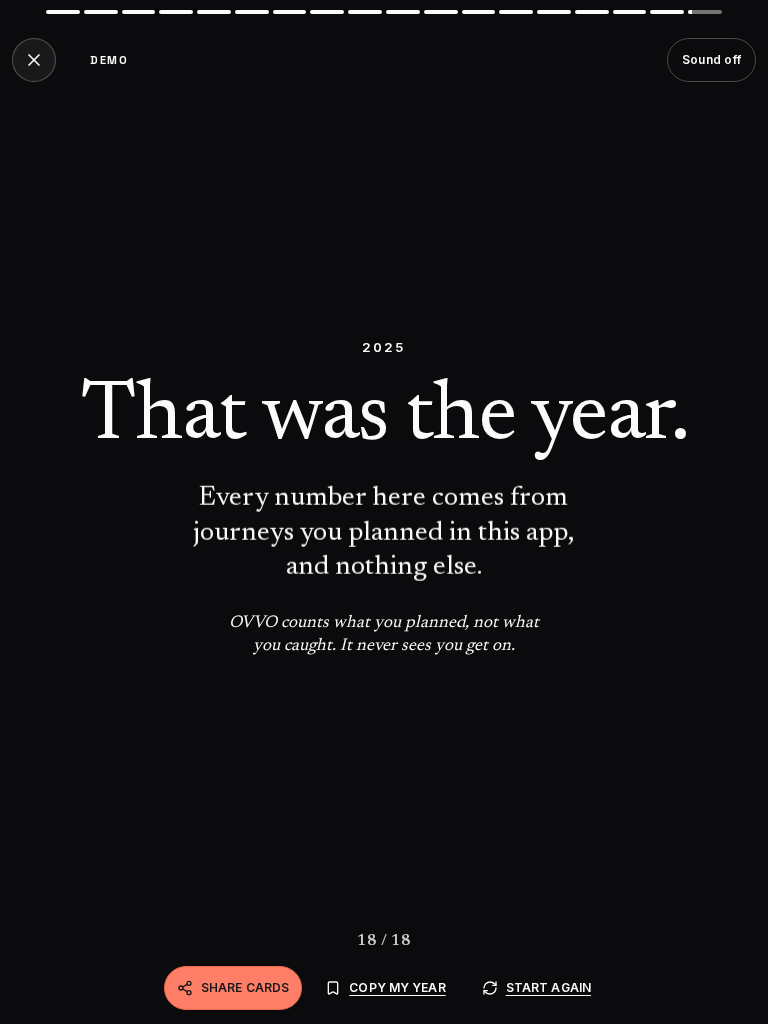 DEMO
Sound off
2025
That was the year.
Every number here comes from
journeys you planned in this app,
and nothing else.
OVVO counts what you planned, not what
you caught. It never sees you get on.
18 / 18
SHARE CARDS
COPY MY YEAR
START AGAIN